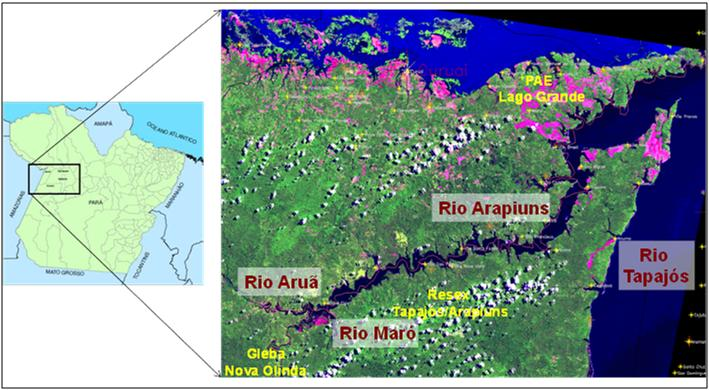 AMAPÁ
OCEANO ATLANTICO
AMAZONAS
PARÁ
MARANHÃO
TOCANTINS
MATO GROSSO
PAE
Lago Grande
Rio Arapiuns
Rio
Tapajós
Rio Aruã
Resex
Tapajós/Arapiuns
Rio Maró
Gleba
Nova Olinda